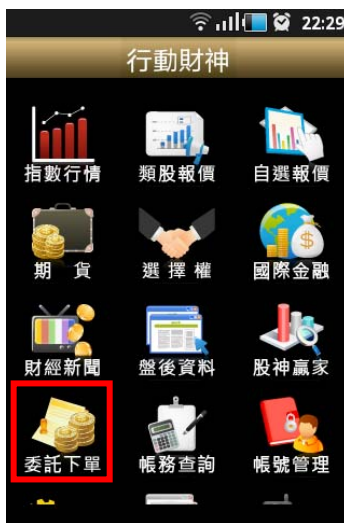 22:29
行動財神
指數行情 類股報價 自選報價
期 貨 選 擇 權 國際金融
財經新聞 盤後資料 股神贏家
委託下單 帳務查詢 帳號管理